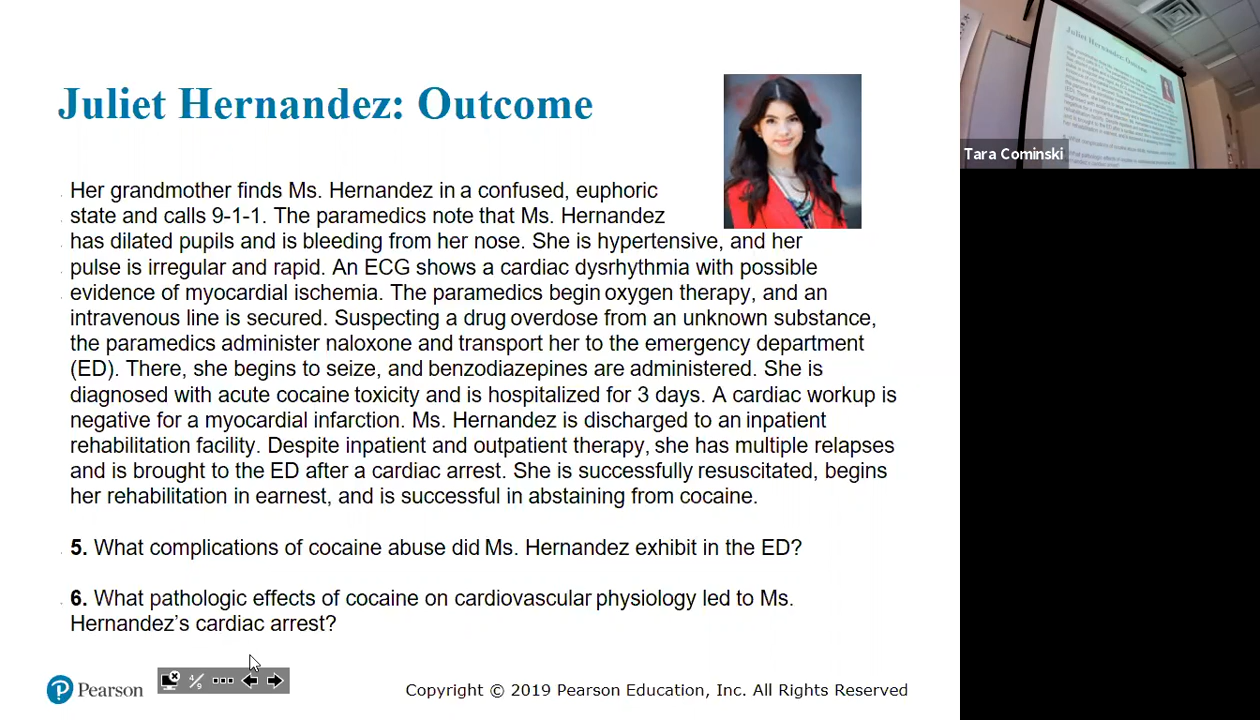 Juliet Hernandez: Outcome
Her grandmother finds Ms. Hernandez in a confused, euphoric
state and calls 9-1-1. The paramedics note that Ms. Hernandez
has dilated pupils and is bleeding from her nose. She is hypertensive, and her
pulse is irregular and rapid. An ECG shows a cardiac dysrhythmia with possible
evidence of myocardial ischemia. The paramedics begin oxygen therapy, and an
intravenous line is secured. Suspecting a drug overdose from an unknown substance,
the paramedics administer naloxone and transport her to the emergency department
(ED). There, she begins to seize, and benzodiazepines are administered. She is
diagnosed with acute cocaine toxicity and is hospitalized for 3 days. A cardiac workup is
negative for a myocardial infarction. Ms. Hernandez is discharged to an inpatient
rehabilitation facility. Despite inpatient and outpatient therapy, she has multiple relapses
and is brought to the ED after a cardiac arrest. She is successfully resuscitated, begins
her rehabilitation in earnest, and is successful in abstaining from cocaine.
5. What complications of cocaine abuse did Ms. Hernandez exhibit in the ED?
6. What pathologic effects of cocaine on cardiovascular physiology led to Ms.
Hernandez's cardiac arrest?
Pearson
4/9
Copyright © 2019 Pearson Education, Inc. All Rights Reserved
Juliet Hernandez: Outcome
Tara Cominski